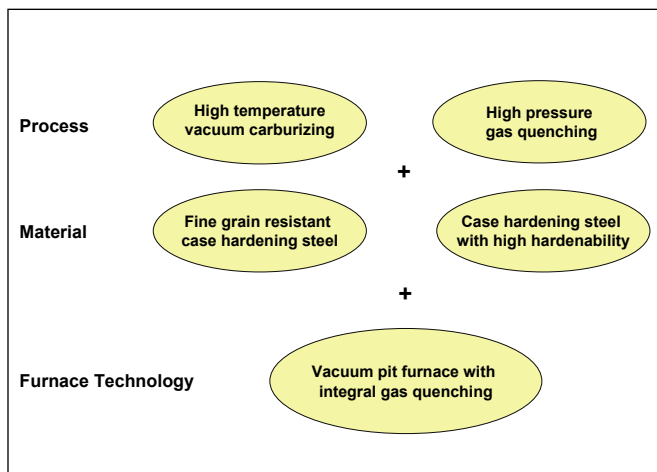 Process
High temperature
vacuum carburizing
High pressure
gas quenching
+
Material
Fine grain resistant
case hardening steel
Case hardening steel
with high hardenability
+
Furnace Technology
Vacuum pit furnace with
integral gas quenching